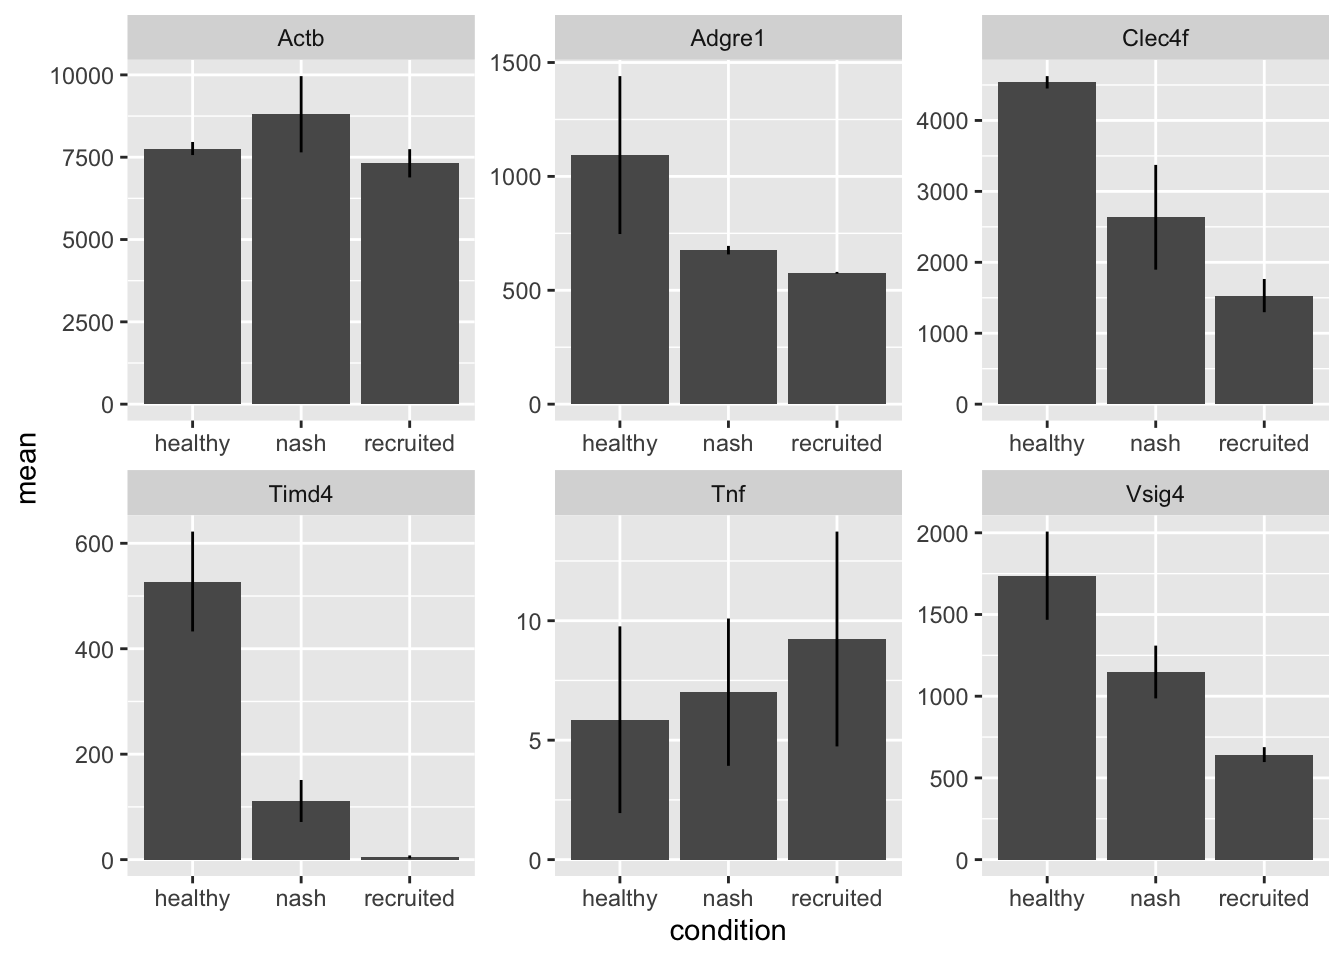 Actb
Adgre1
Clec4f
10000
7500
5000
2500
0
1500
1000
500
0
4000
3000
2000
1000
0
healthy nash recruited
healthy nash recruited
healthy nash recruited
mean
Timd4
Tnf
Vsig4
600
400
200
0
10
5
0
2000
1500
1000
500
0
healthy nash recruited
healthy nash recruited
healthy nash recruited
condition